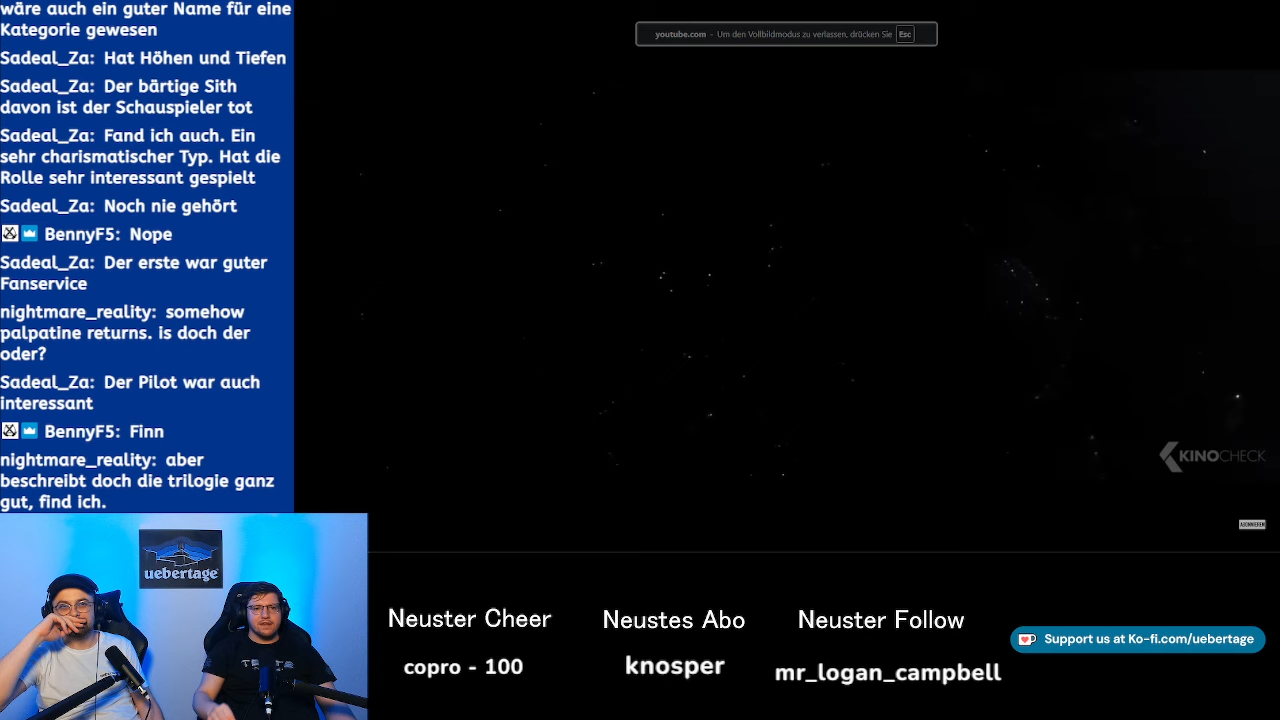 wäre auch ein guter Name für eine
Kategorie gewesen
Sadeal_Za: Hat Höhen und Tiefen
Sadeal_Za: Der bärtige Sith
davon ist der Schauspieler tot
Sadeal_Za: Fand ich auch. Ein
sehr charismatischer Typ. Hat die
Rolle sehr interessant gespielt
Sadeal_Za: Noch nie gehört
BennyF5: Nope
Sadeal_Za: Der erste war guter
Fanservice
nightmare_reality: somehow
palpatine returns. is doch der
oder?
Sadeal_Za: Der Pilot war auch
interessant
BennyF5: Finn
nightmare_reality: aber
beschreibt doch die trilogie ganz
gut, find ich.
youtube.com - Um den Vollbildmodus zu verlassen, drücken Sie Esc
KINOCHECK
ABONNIEREN
uebertage
Neuster Cheer
copro - 100
Neustes Abo
knosper
Neuster Follow
mr_logan_campbell
Support us at Ko-fi.com/uebertage